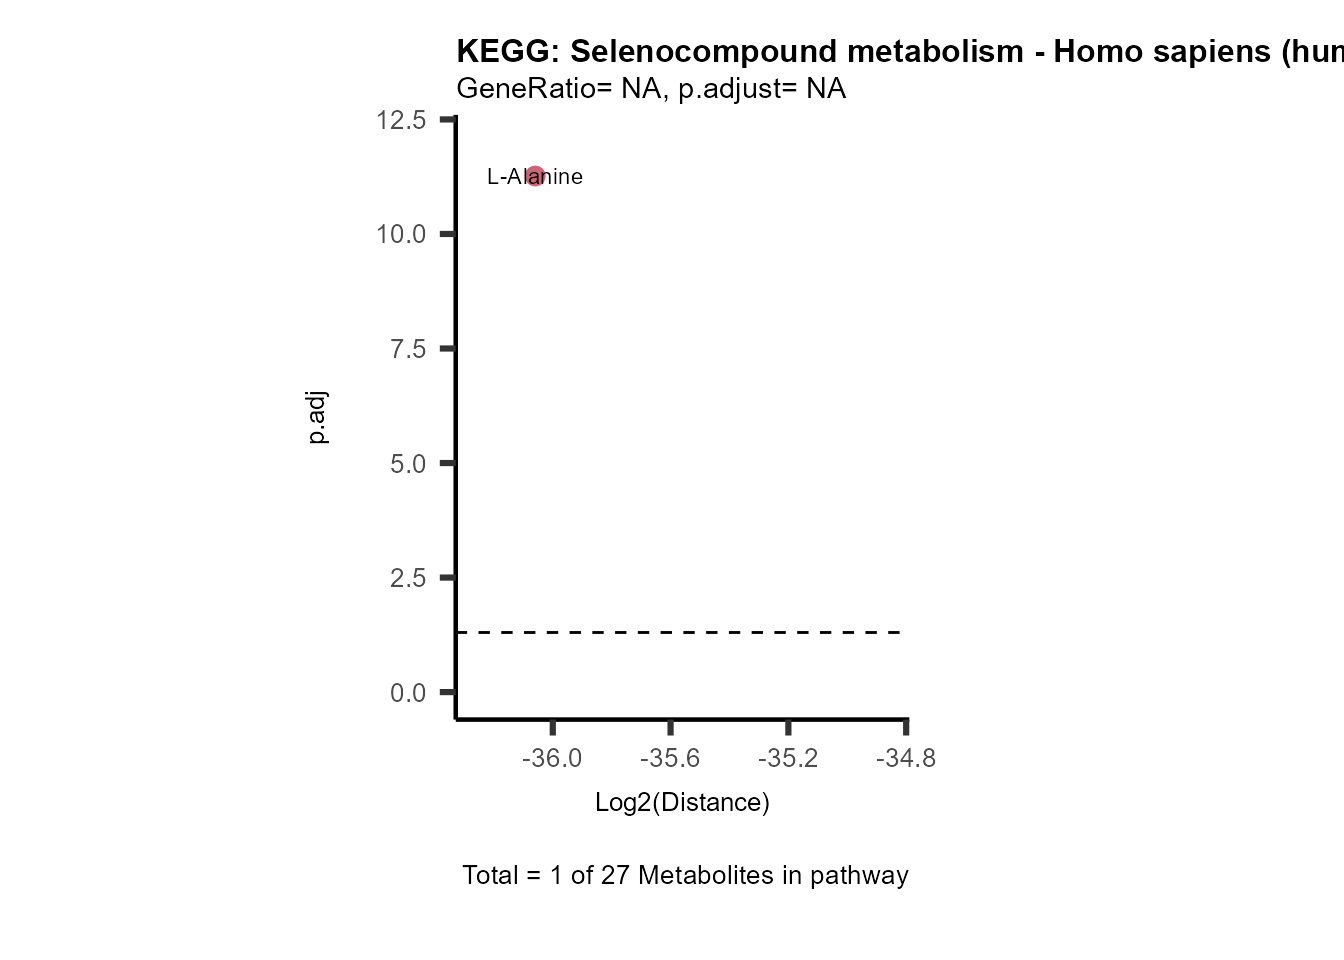 KEGG: Selenocompound metabolism - Homo sapiens (hum
GeneRatio= NA, p.adjust= NA
12.5
L-Alanine
10.0
7.5
p.adj
5.0
2.5
0.0
-36.0 -35.6 -35.2 -34.8
Log2(Distance)
Total = 1 of 27 Metabolites in pathway